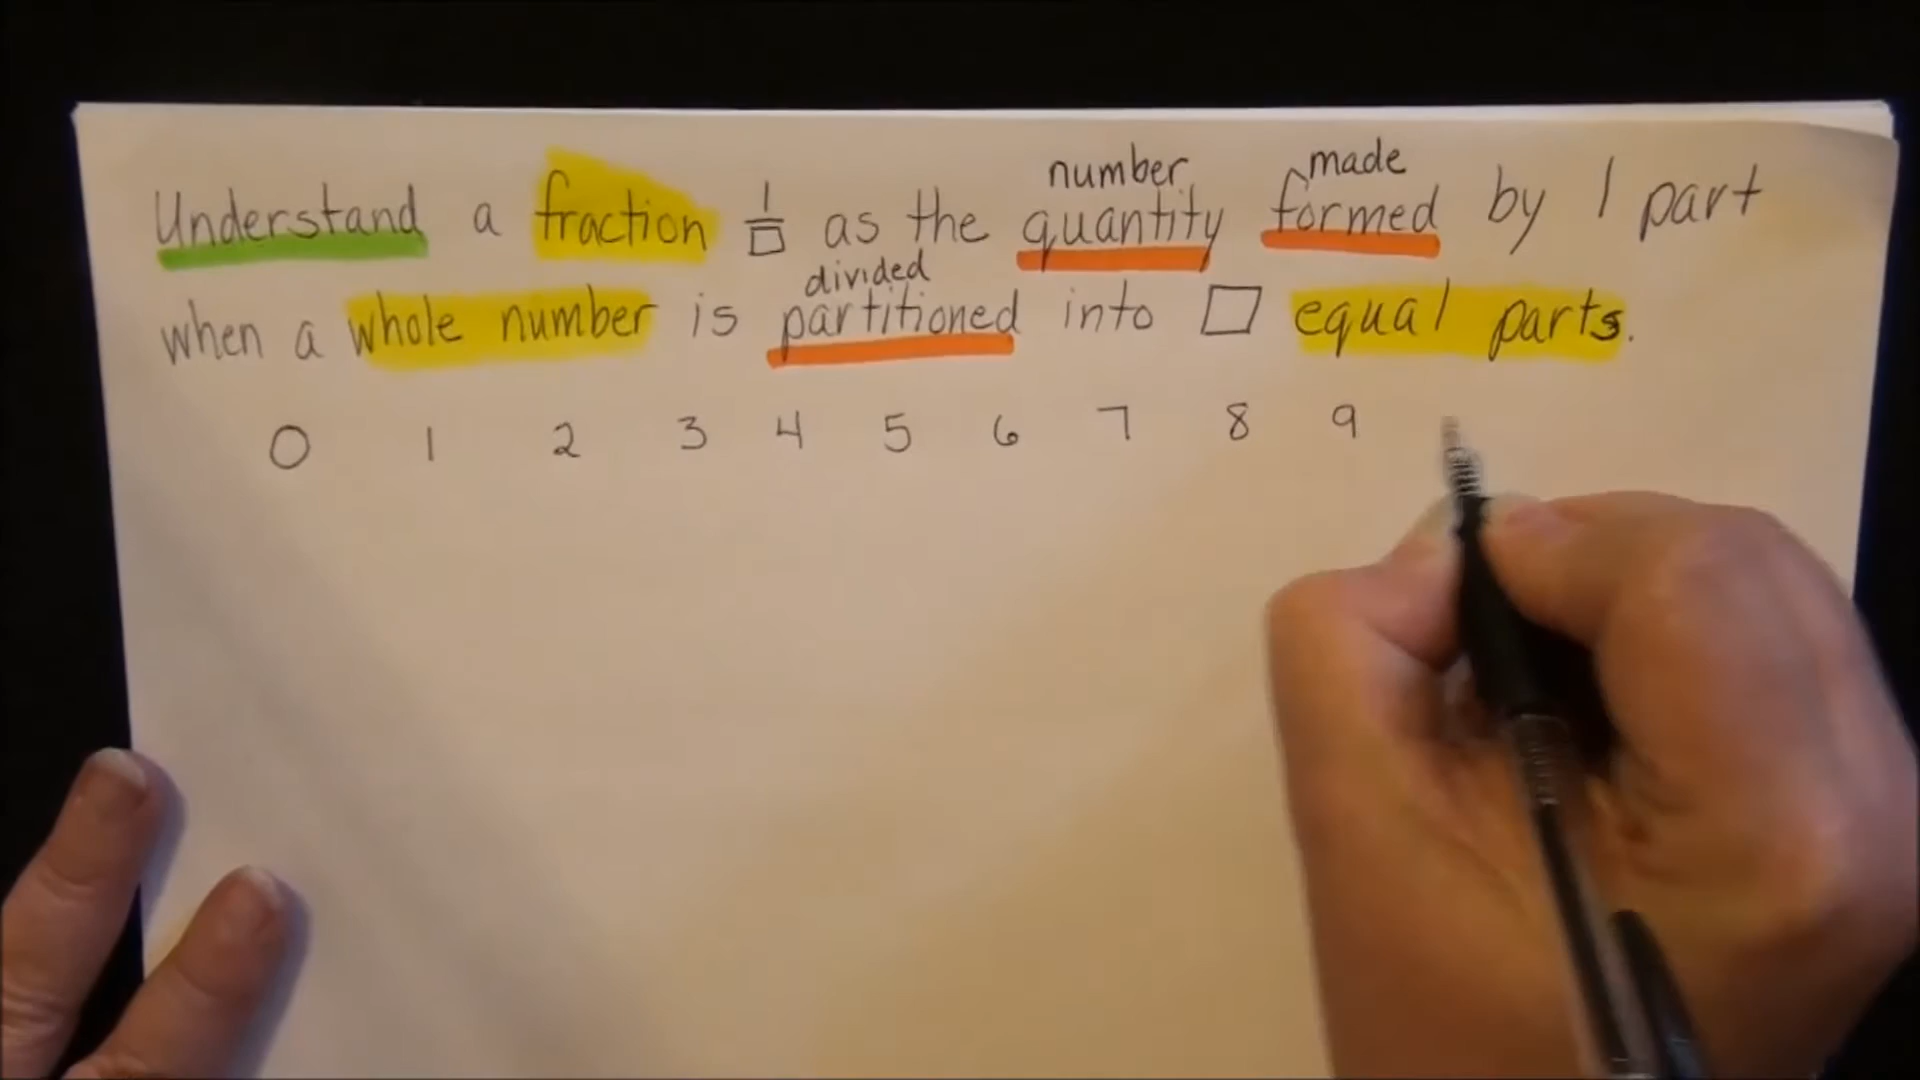 number made
Understand a fraction 1/□ as the quantity formed by 1 part
divided
when a whole number is partitioned into □ equal parts.
0 1 2 3 4 5 6 7 8 9